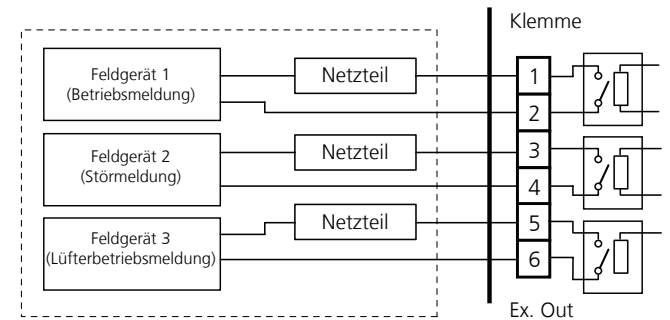 Klemme
Feldgerät 1
(Betriebsmeldung)
Netzteil
1
2
Feldgerät 2
(Störmeldung)
Netzteil
3
4
Feldgerät 3
(Lüfterbetriebsmeldung)
Netzteil
5
6
Ex. Out